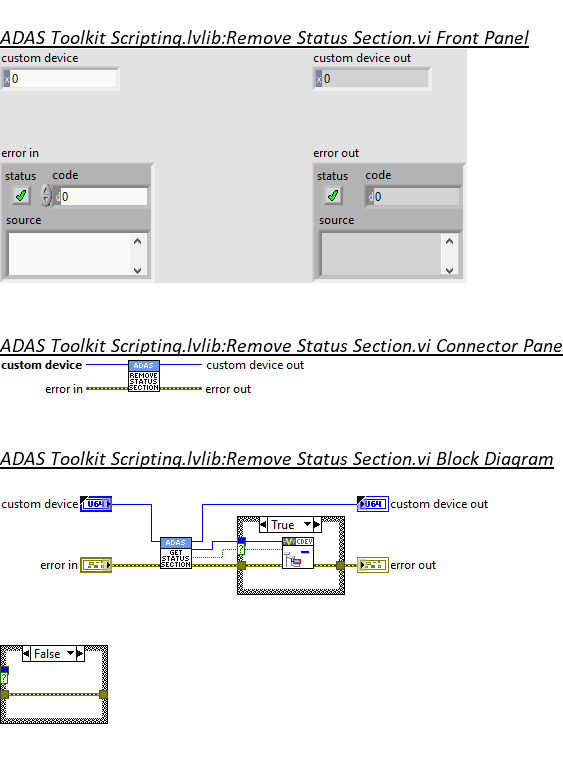 ADAS Toolkit Scripting.lvlib:Remove Status Section.vi Front Panel
custom device
custom device out
x 0
x 0
error in
error out
status code
status code
d 0
d 0
source
source
ADAS Toolkit Scripting.lvlib:Remove Status Section.vi Connector Pane
custom device
ADAS
REMOVE
STATUS
SECTION
custom device out
error in
error out
ADAS Toolkit Scripting.lvlib:Remove Status Section.vi Block Diagram
custom device
U64
U64
custom device out
True
ADAS
GET
STATUS
SECTION
CDEV
?
error in
error out
False
?